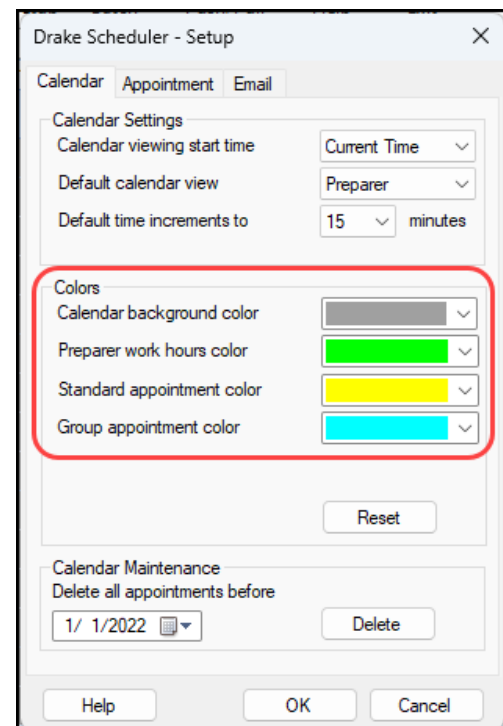 Drake Scheduler - Setup
Calendar Appointment Email
Calendar Settings
Calendar viewing start time Current Time
Default calendar view Preparer
Default time increments to 15 minutes
Colors
Calendar background color
Preparer work hours color
Standard appointment color
Group appointment color
Reset
Calendar Maintenance
Delete all appointments before
1/ 1/2022 Delete
Help OK Cancel